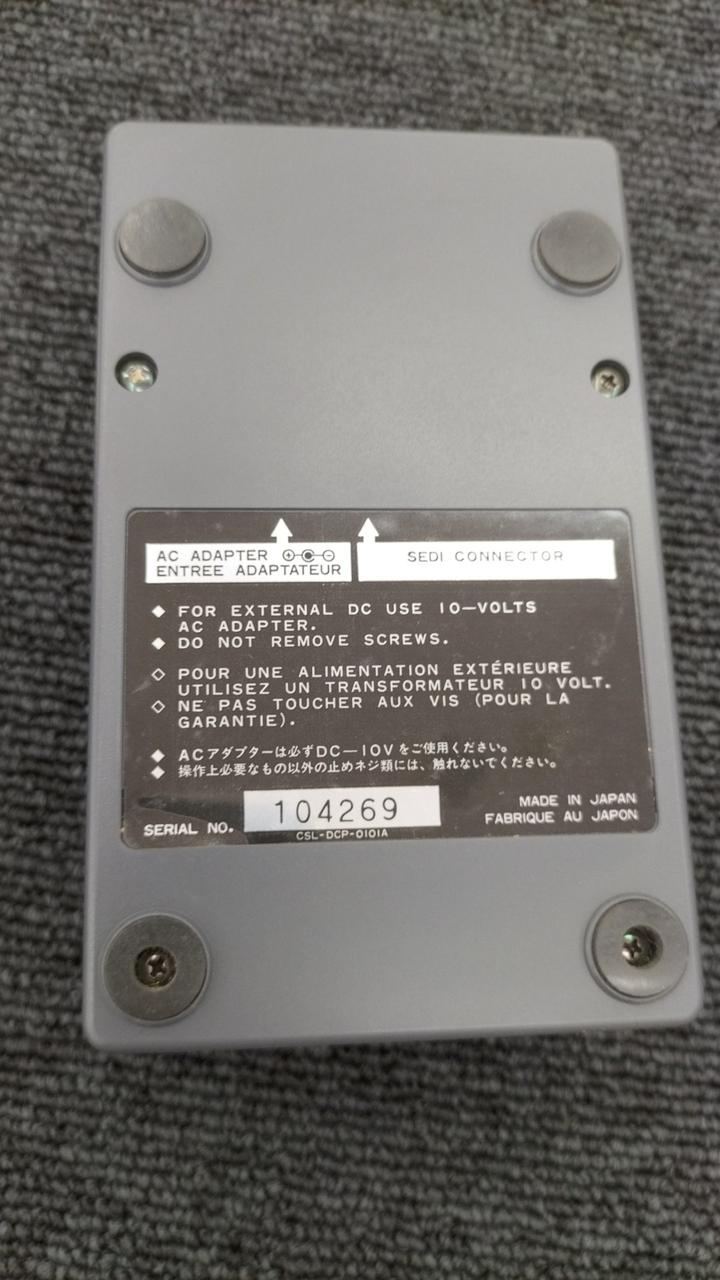 AC ADAPTER
ENTREE ADAPTATEUR
SEDI CONNECTOR
FOR EXTERNAL DC USE 10-VOLTS
AC ADAPTER.
DO NOT REMOVE SCREWS.
POUR UNE ALIMENTATION EXTÉRIEURE
UTILISEZ UN TRANSFORMATEUR 10 VOLT.
NE PAS TOUCHER AUX VIS (POUR LA
GARANTIE).
ACアダプターは必ずDC—10Vをご使用ください。
操作上必要なもの以外の止めネジ類には、触れないでください。
SERIAL NO. 104269
CSL-DCP-0101A
MADE IN JAPAN
FABRIQUE AU JAPON